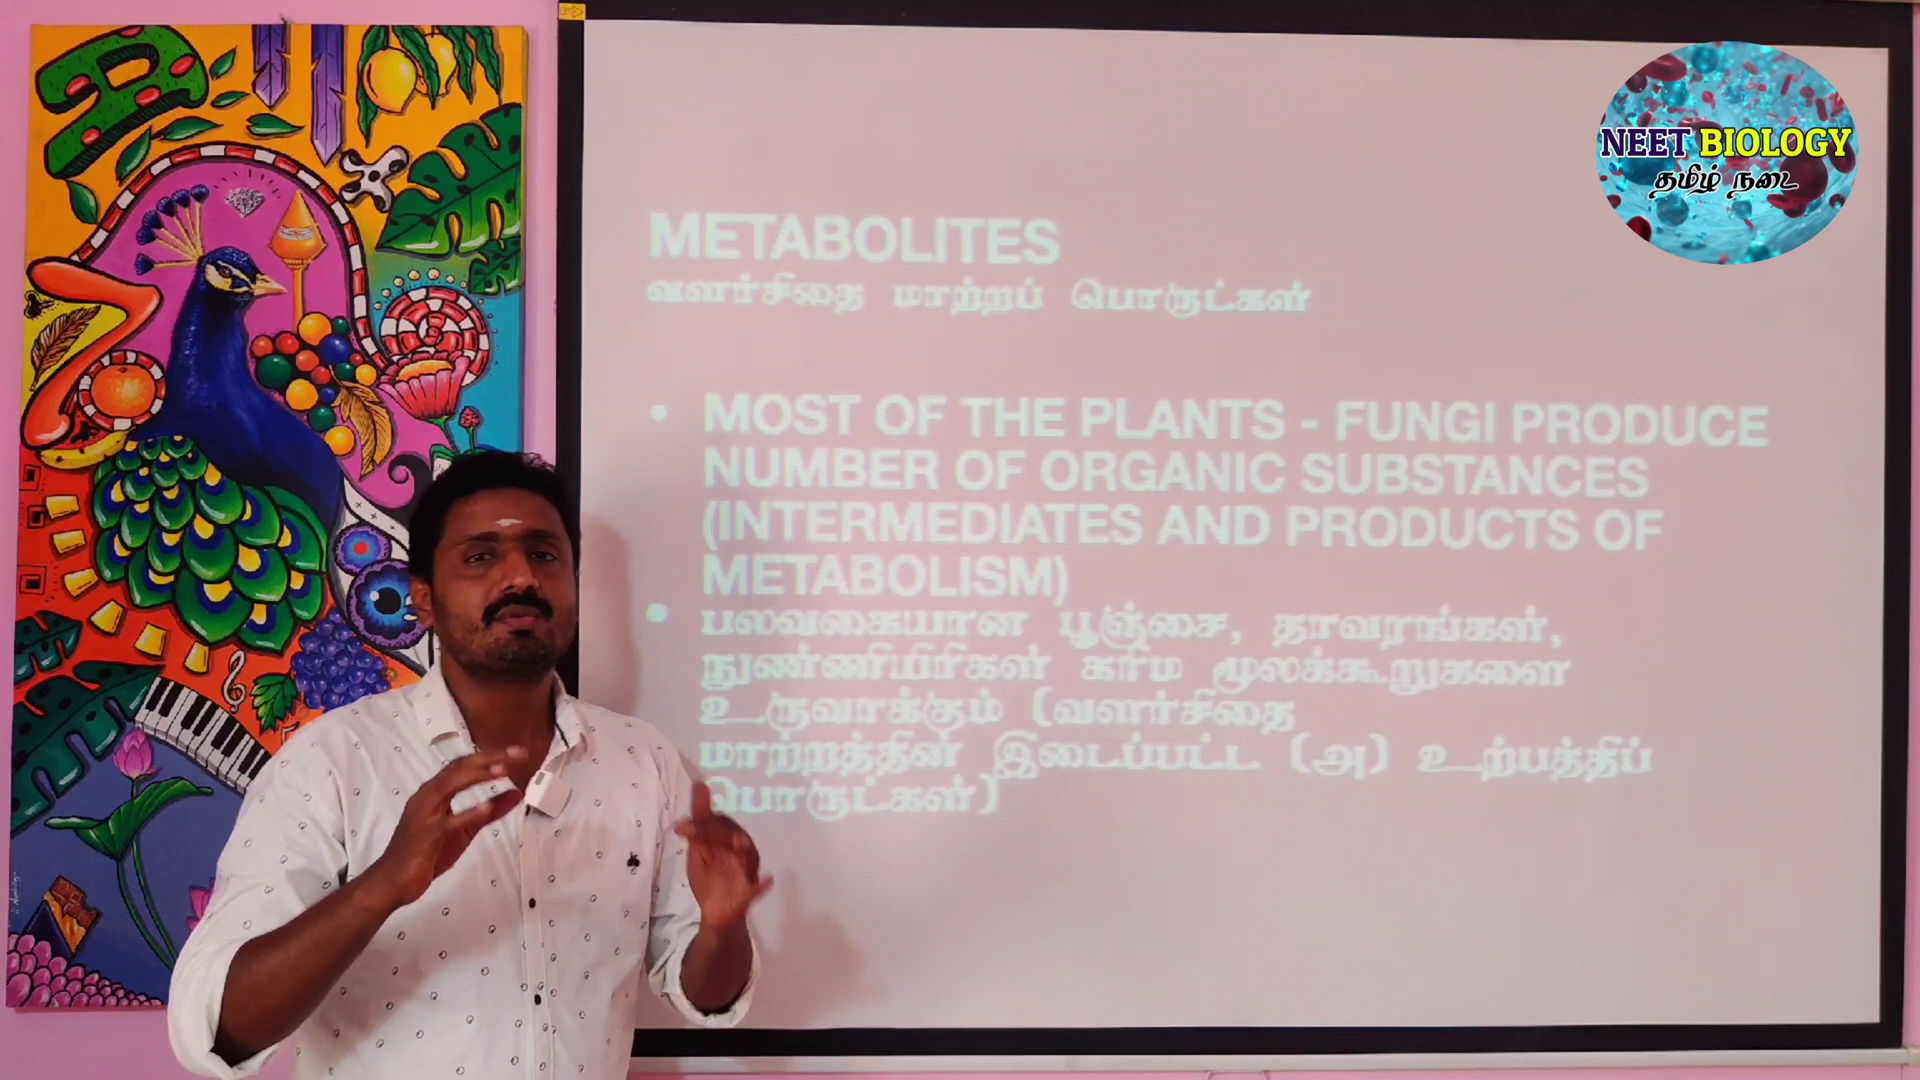 NEET BIOLOGY
தமிழ் நடை
METABOLITES
வளர்சிதை மாற்றப் பொருட்கள்
• MOST OF THE PLANTS - FUNGI PRODUCE
NUMBER OF ORGANIC SUBSTANCES
(INTERMEDIATES AND PRODUCTS OF
METABOLISM)
• பலவகையான பூஞ்சை, தாவரங்கள்,
நுண்ணியிரிகள் கர்ம மூலக்கூறுகளை
உருவாக்கும் (வளர்சிதை
மாற்றத்தின் இடைப்பட்ட (அ) உற்பத்திப்
பொருட்கள்)